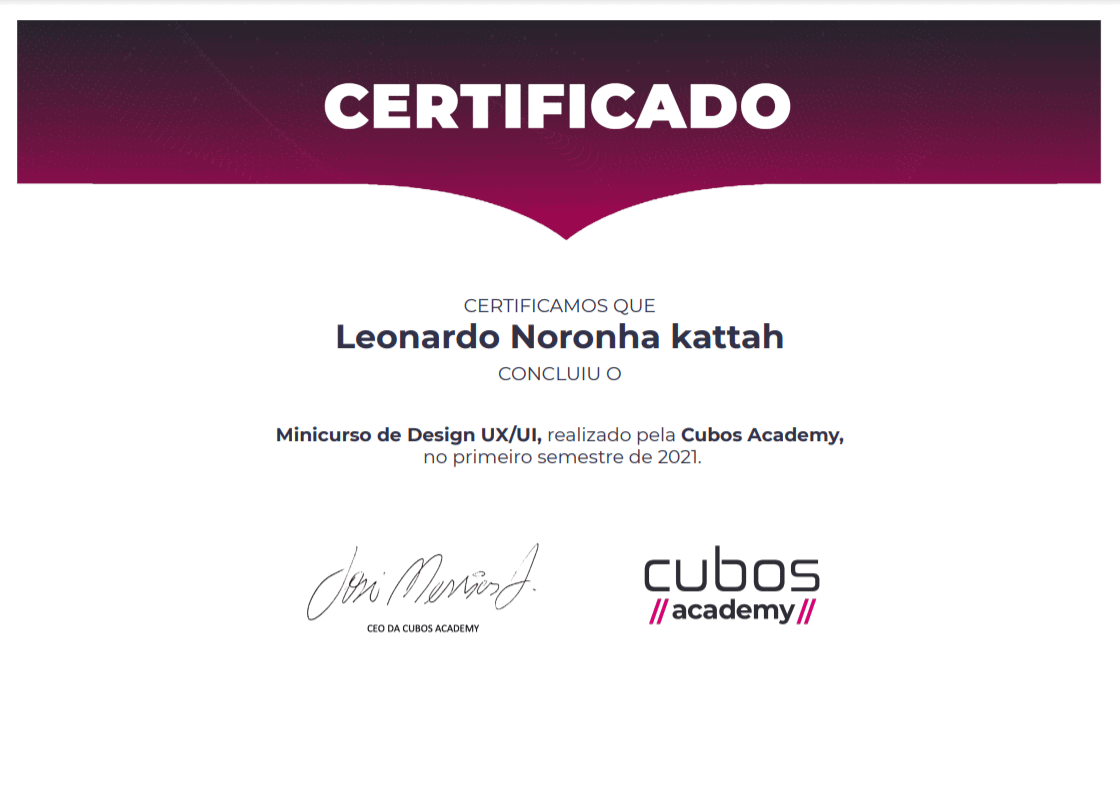 CERTIFICADO
CERTIFICAMOS QUE
Leonardo Noronha kattah
CONCLUIU O
Minicurso de Design UX/UI, realizado pela Cubos Academy,
no primeiro semestre de 2021.
CEO DA CUBOS ACADEMY
cubos
//academy//